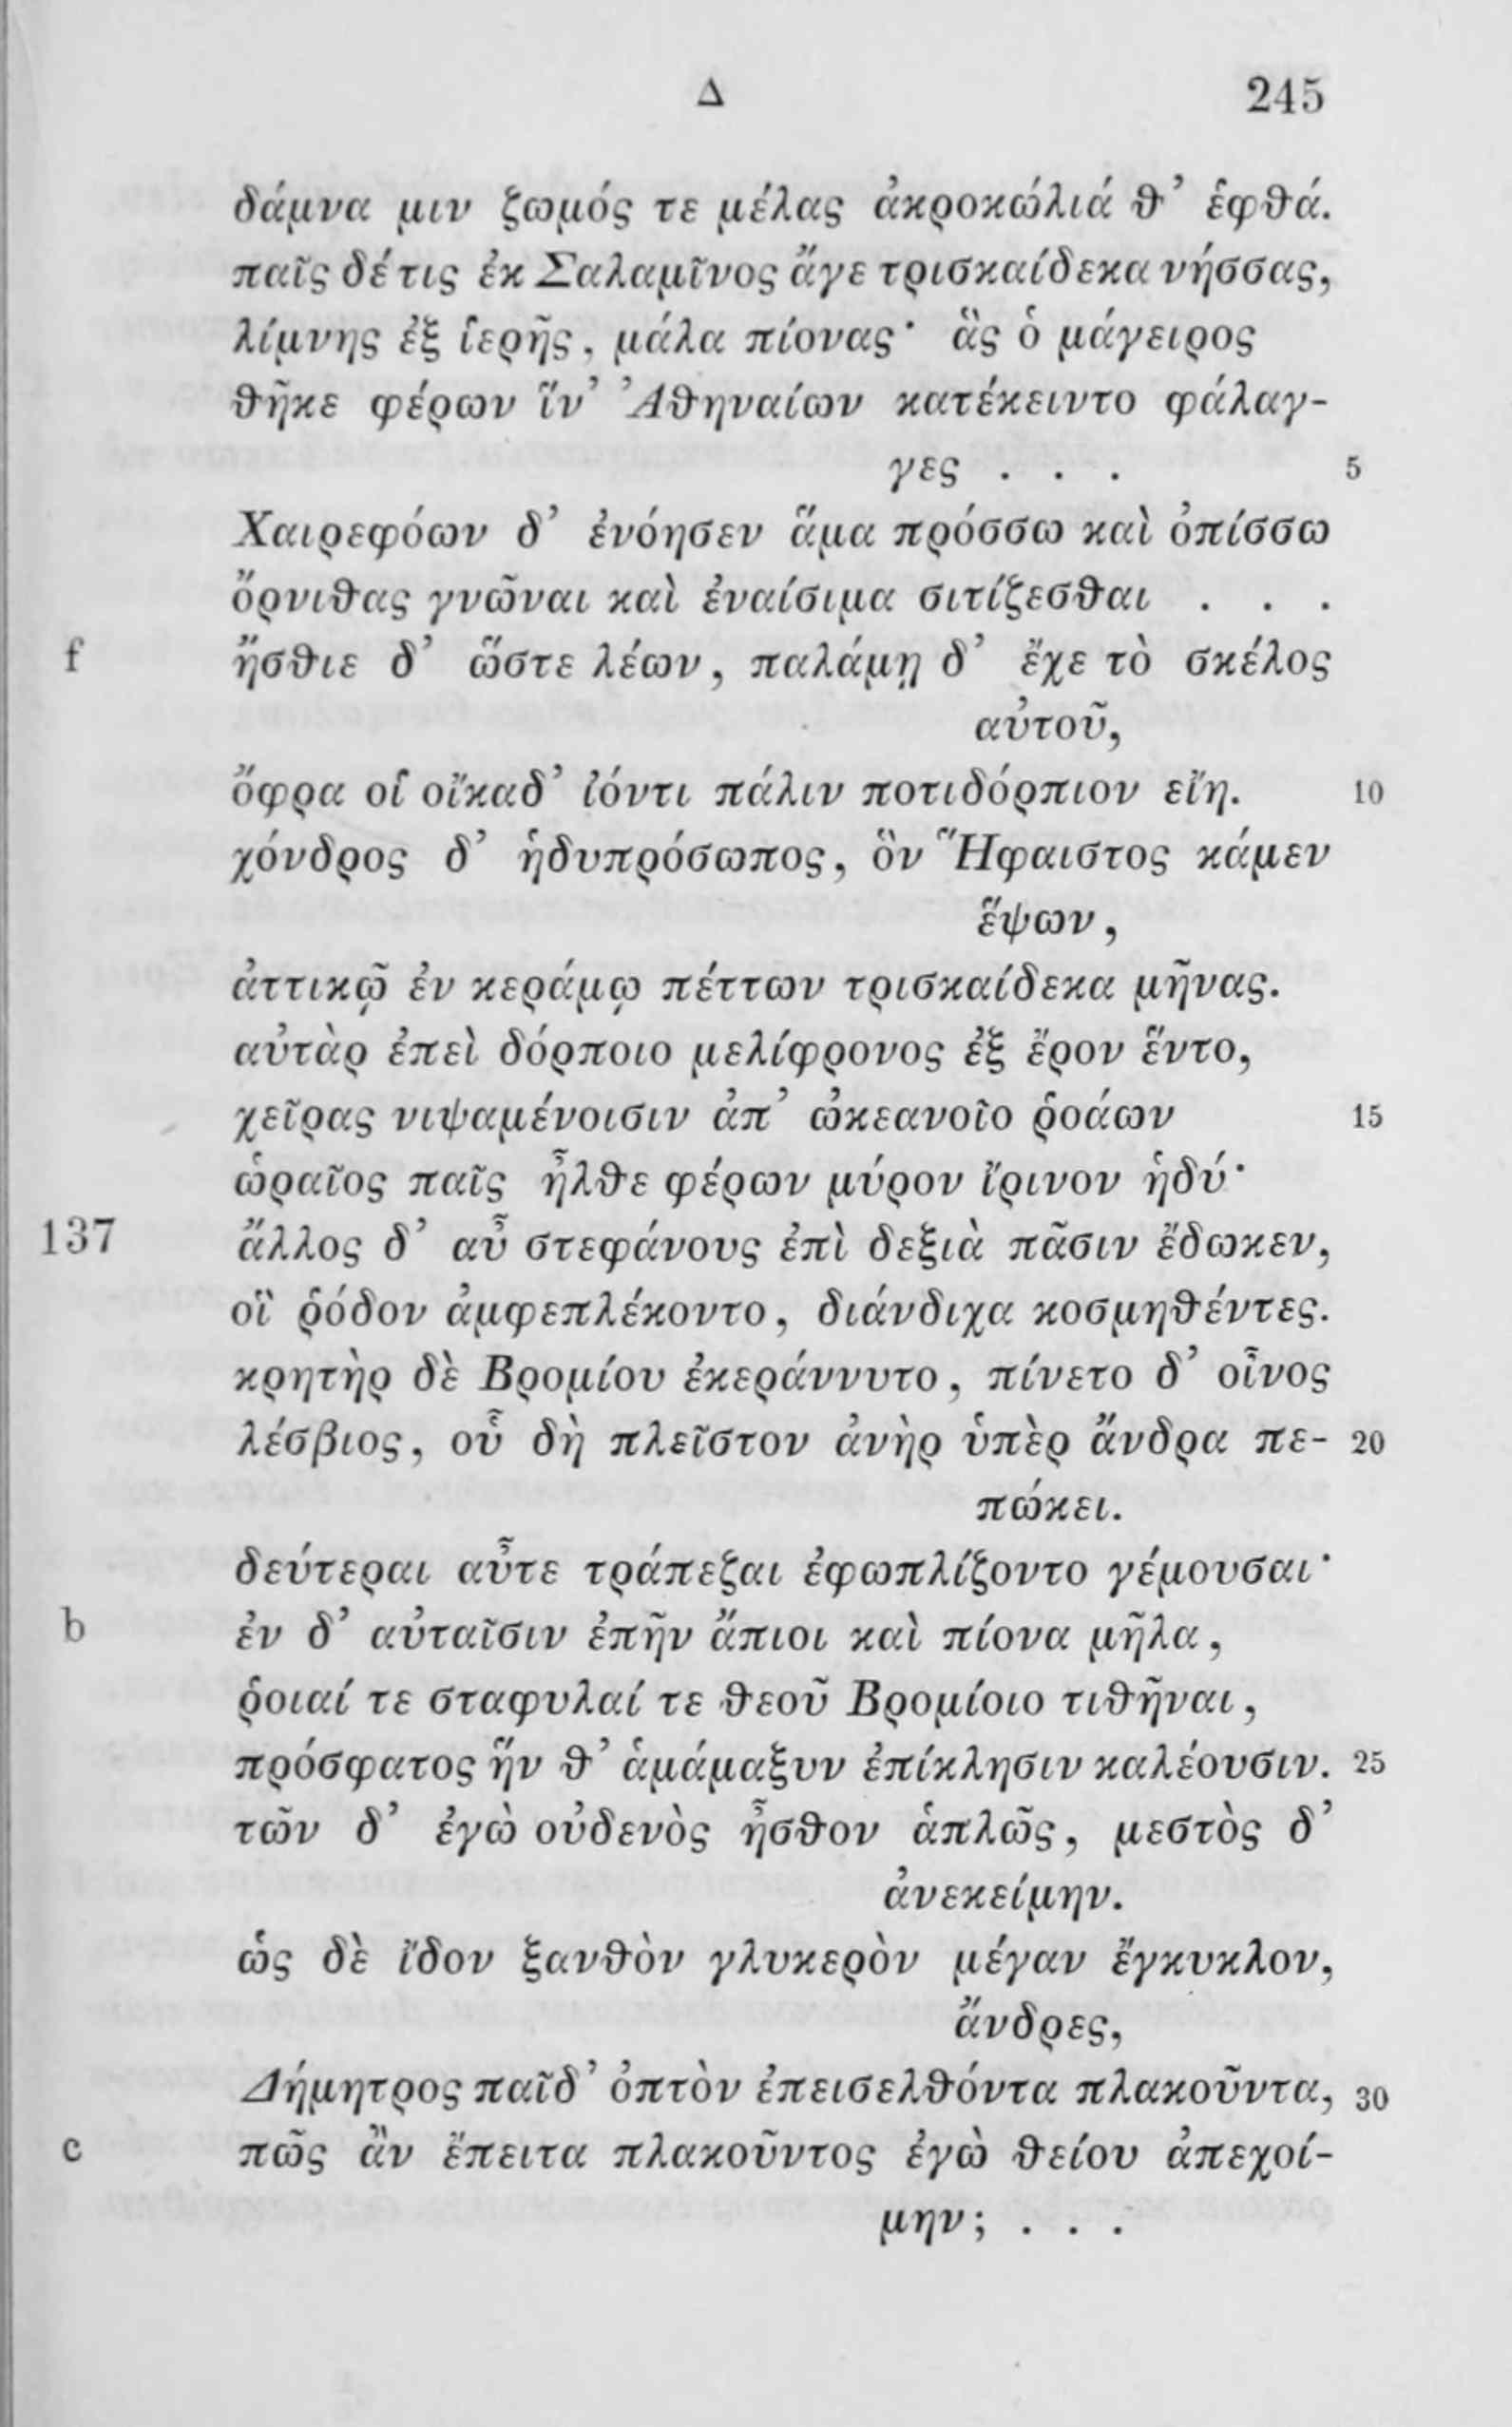 Δ 245
δάμνα μιν ζωμός τε μέλας ἀκροκώλιά θ’ ἑφθά.
παῖς δέ τις ἐκ Σαλαμῖνος ἄγε τρισκαίδεκα νήσσας,
λίμνης ἐξ ἱερῆς, μάλα πίονας· ἃς ὁ μάγειρος
θῆκε φέρων ἵν’ Ἀθηναίων κατέκειντο φάλαγ-
γες . . . 5
Χαιρεφόων δ’ ἐνόησεν ἅμα πρόσσω καὶ ὀπίσσω
ὄρνιθας γνῶναι καὶ ἐναίσιμα σιτίζεσθαι . . .
f ἤσθιε δ’ ὥστε λέων, παλάμῃ δ’ ἔχε τὸ σκέλος
αὐτοῦ,
ὄφρα οἱ οἴκαδ’ ἰόντι πάλιν ποτιδόρπιον εἴη. 10
χόνδρος δ’ ἡδυπρόσωπος, ὃν Ἥφαιστος κάμεν
ἕψων,
ἀττικῷ ἐν κεράμῳ πέττων τρισκαίδεκα μῆνας.
αὐτὰρ ἐπεὶ δόρποιο μελίφρονος ἐξ ἔρον ἕντο,
χεῖρας νιψαμένοισιν ἀπ’ ὠκεανοῖο ῥοάων 15
ὡραῖος παῖς ἦλθε φέρων μύρον ἴρινον ἡδύ·
137 ἄλλος δ’ αὖ στεφάνους ἐπὶ δεξιὰ πᾶσιν ἔδωκεν,
οἳ ῥόδον ἀμφεπλέκοντο, διάνδιχα κοσμηθέντες.
κρητὴρ δὲ Βρομίου ἐκεράννυτο, πίνετο δ’ οἶνος
λέσβιος, οὗ δὴ πλεῖστον ἀνὴρ ὑπὲρ ἄνδρα πε- 20
πώκει.
δεύτεραι αὖτε τράπεζαι ἐφωπλίζοντο γέμουσαι·
b ἐν δ’ αὐταῖσιν ἐπῆν ἄπιοι καὶ πίονα μῆλα,
ῥοιαί τε σταφυλαί τε θεοῦ Βρομίοιο τιθῆναι,
πρόσφατος ἥν θ’ ἁμάμαξυν ἐπίκλησιν καλέουσιν. 25
τῶν δ’ ἐγὼ οὐδενὸς ἦσθον ἁπλῶς, μεστὸς δ’
ἀνεκείμην.
ὡς δὲ ἴδον ξανθὸν γλυκερὸν μέγαν ἔγκυκλον,
ἄνδρες,
Δήμητρος παῖδ’ ὀπτὸν ἐπεισελθόντα πλακοῦντα, 30
c πῶς ἂν ἔπειτα πλακοῦντος ἐγὼ θείου ἀπεχοί-
μην; . . .